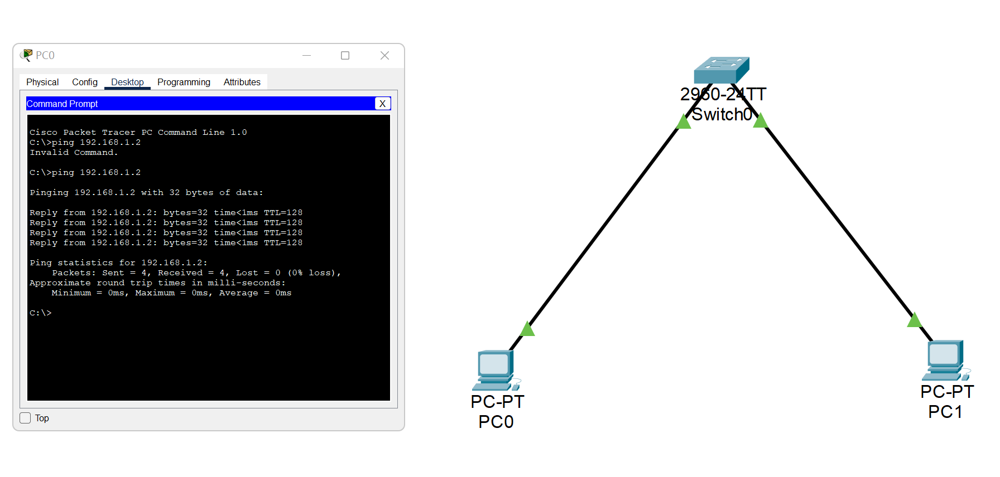 PC0
Physical Config Desktop Programming Attributes
Command Prompt
X
Cisco Packet Tracer PC Command Line 1.0
C:\>ping 192.168.1.2
Invalid Command.
C:\>ping 192.168.1.2
Pinging 192.168.1.2 with 32 bytes of data:
Reply from 192.168.1.2: bytes=32 time<1ms TTL=128
Reply from 192.168.1.2: bytes=32 time<1ms TTL=128
Reply from 192.168.1.2: bytes=32 time<1ms TTL=128
Reply from 192.168.1.2: bytes=32 time<1ms TTL=128
Ping statistics for 192.168.1.2:
Packets: Sent = 4, Received = 4, Lost = 0 (0% loss),
Approximate round trip times in milli-seconds:
Minimum = 0ms, Maximum = 0ms, Average = 0ms
C:\>
Top
2960-24TT
Switch0
PC-PT
PC0
PC-PT
PC1